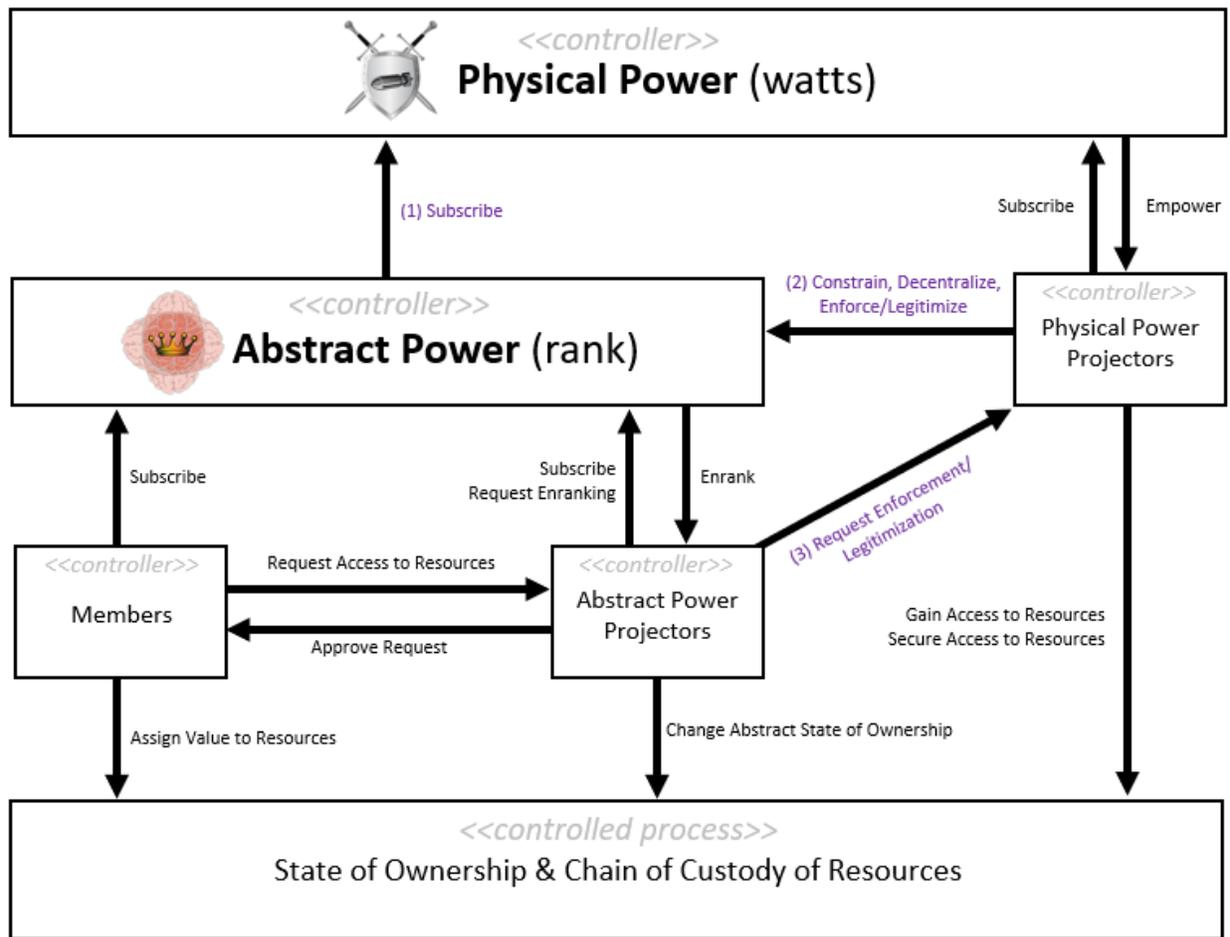 <<controller>>
Physical Power (watts)
(1) Subscribe
Subscribe
Empower
<<controller>>
Abstract Power (rank)
(2) Constrain, Decentralize,
Enforce/Legitimize
<<controller>>
Physical Power
Projectors
Subscribe
Subscribe
Request Enranking
Enrank
(3) Request Enforcement/
Legitimization
<<controller>>
Members
Request Access to Resources
Approve Request
<<controller>>
Abstract Power
Projectors
Gain Access to Resources
Secure Access to Resources
Assign Value to Resources
Change Abstract State of Ownership
<<controlled process>>
State of Ownership & Chain of Custody of Resources